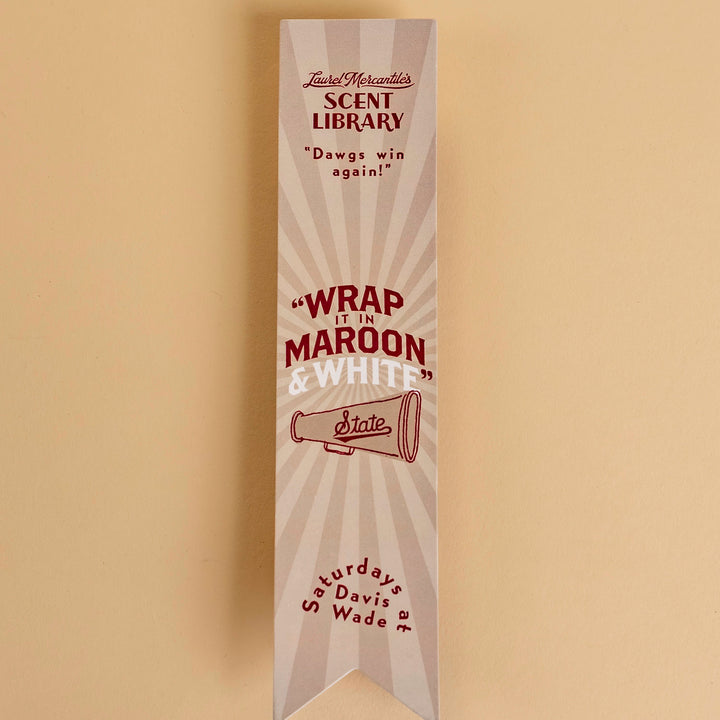 Laurel Mercantile's
SCENT
LIBRARY
"Dawgs win
again!"
"WRAP
IT IN
MAROON
& WHITE"
State
Saturdays at
Davis
Wade